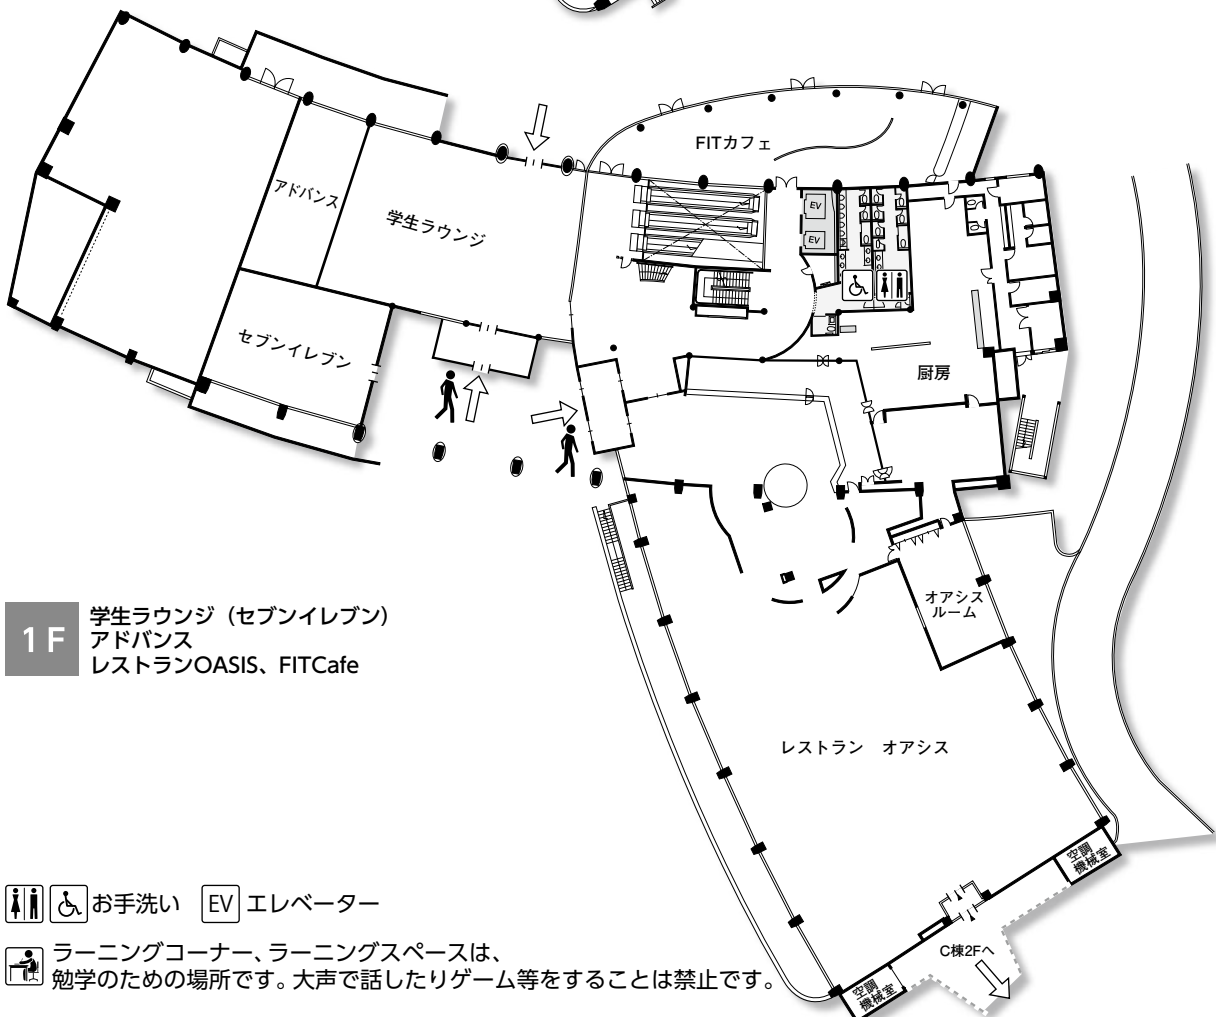 FITカフェ
アドバンス
学生ラウンジ
EV
EV
セブンイレブン
厨房
オアシス
ルーム
1F
学生ラウンジ（セブンイレブン）
アドバンス
レストランOASIS、FITCafe
レストラン　オアシス
空調
機械室
C棟2Fへ
空調
機械室
お手洗い EV エレベーター
ラーニングコーナー、ラーニングスペースは、
勉学のための場所です。大声で話したりゲーム等をすることは禁止です。